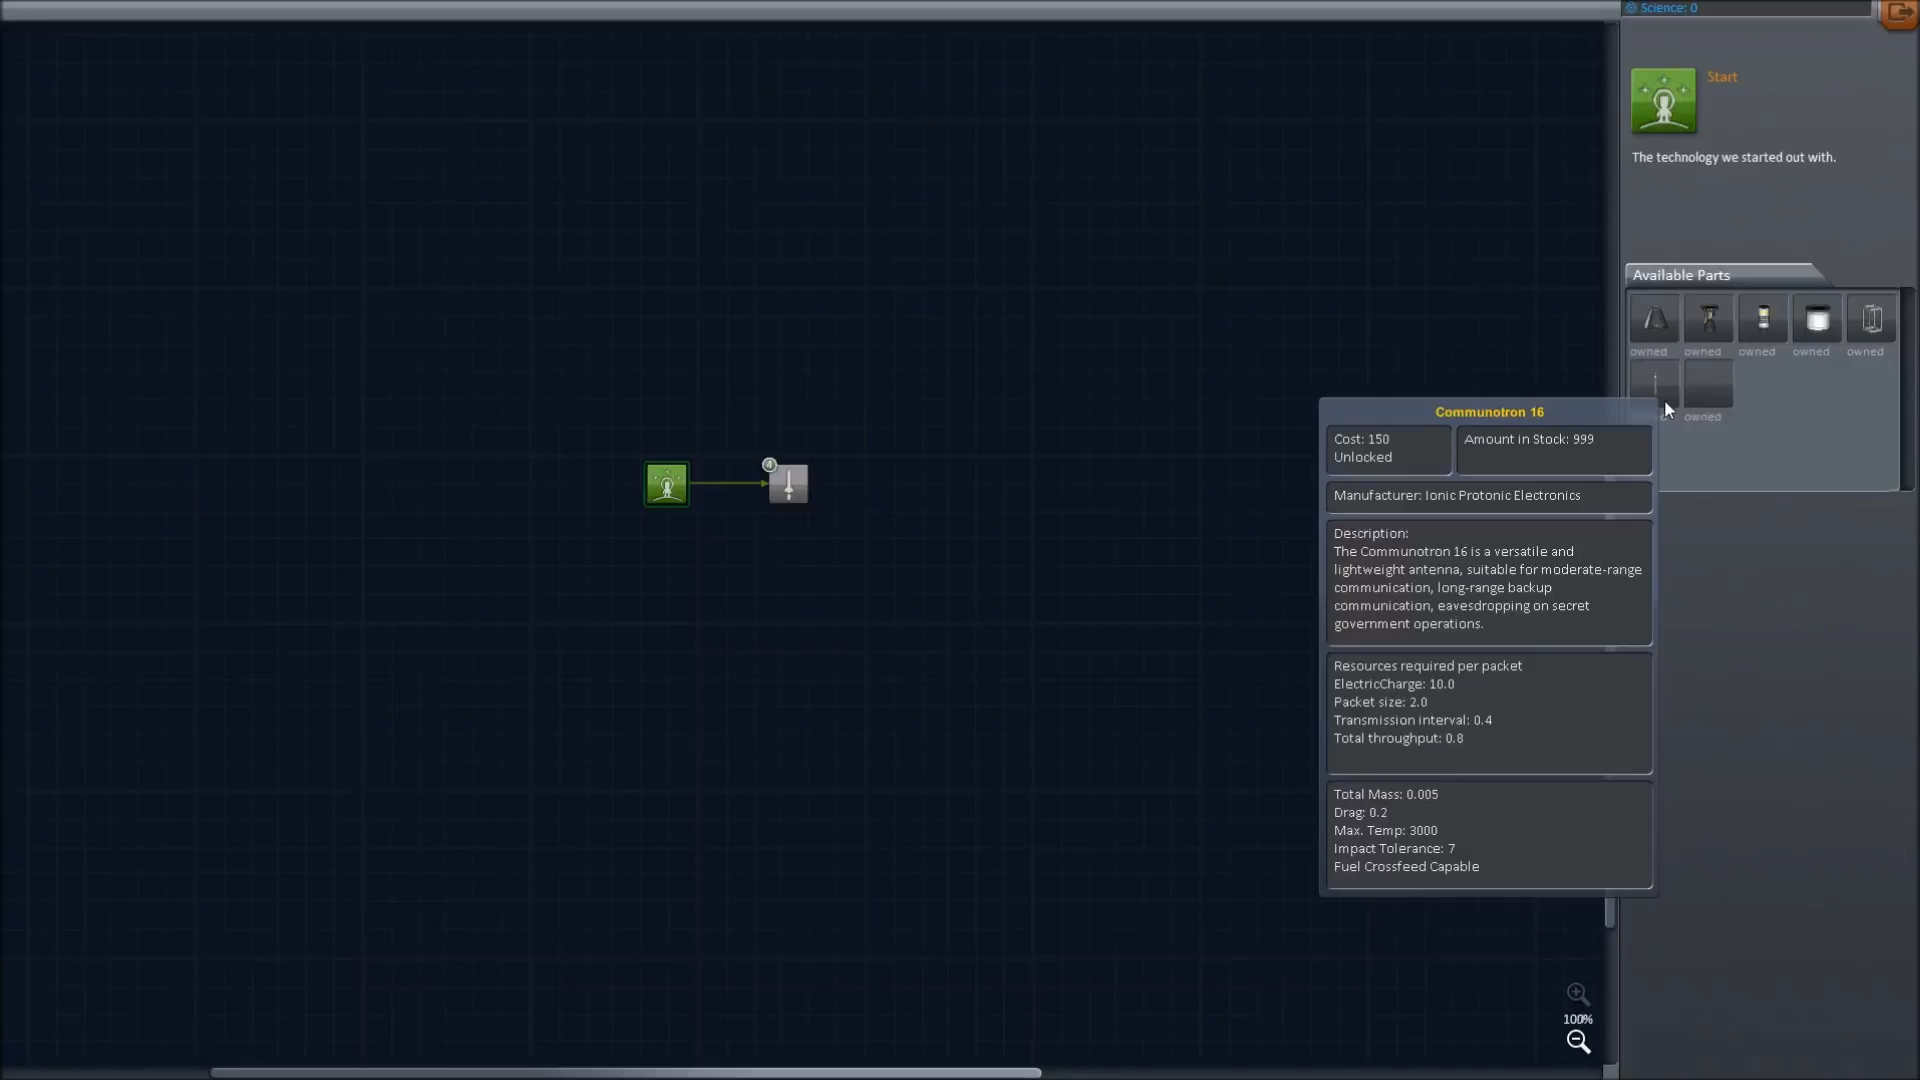 Science: 0
Start
The technology we started out with.
Available Parts
owned owned owned owned owned
owned
Communotron 16
Cost: 150
Unlocked
Amount in Stock: 999
Manufacturer: Ionic Protonic Electronics
Description:
The Communotron 16 is a versatile and
lightweight antenna, suitable for moderate-range
communication, long-range backup
communication, eavesdropping on secret
government operations.
Resources required per packet
ElectricCharge: 10.0
Packet size: 2.0
Transmission interval: 0.4
Total throughput: 0.8
Total Mass: 0.005
Drag: 0.2
Max. Temp: 3000
Impact Tolerance: 7
Fuel Crossfeed Capable
4
100%